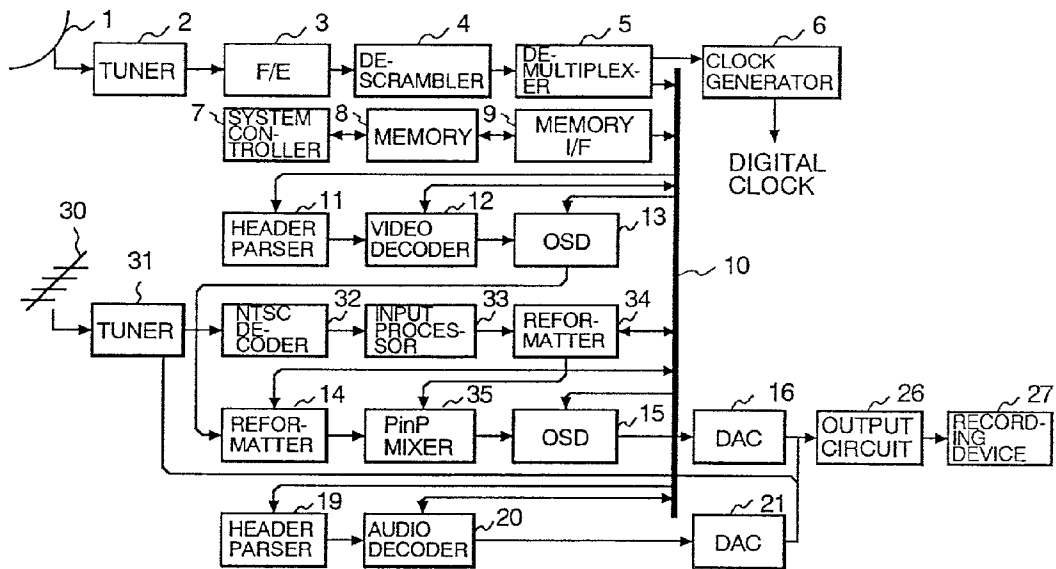 1
2
3
4
5
6
TUNER
F/E
DE-
SCRAMBLER
DE-
MULTIPLEX-
ER
CLOCK
GENERATOR
7
SYSTEM
CON-
TROLLER
8
MEMORY
9
MEMORY
I/F
DIGITAL
CLOCK
11
HEADER
PARSER
12
VIDEO
DECODER
13
OSD
10
30
31
TUNER
32
NTSC
DE-
CODER
33
INPUT
PROCES-
SOR
34
REFOR-
MATTER
14
REFOR-
MATTER
35
PinP
MIXER
15
OSD
16
DAC
26
OUTPUT
CIRCUIT
27
RECORD-
ING
DEVICE
19
HEADER
PARSER
20
AUDIO
DECODER
21
DAC